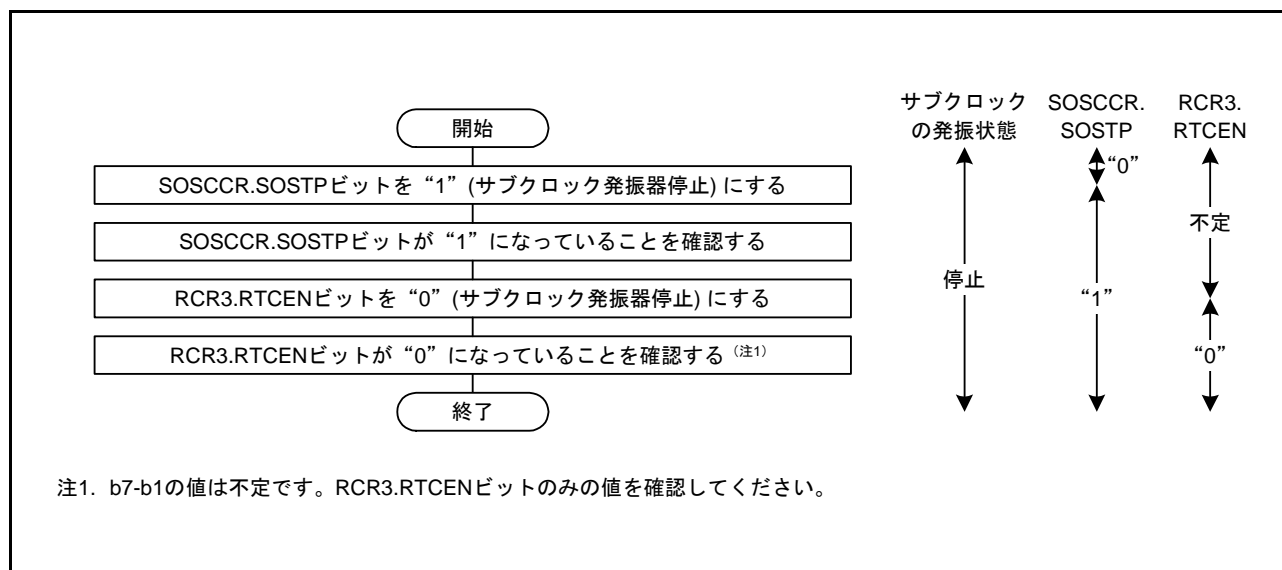 開始
SOSCCR.SOSTPビットを“1”(サブクロック発振器停止) にする
SOSCCR.SOSTPビットが“1”になっていることを確認する
RCR3.RTCENビットを“0”(サブクロック発振器停止) にする
RCR3.RTCENビットが“0”になっていることを確認する (注1)
終了
サブクロック
の発振状態
停止
SOSCCR.
SOSTP
“0”
“1”
RCR3.
RTCEN
不定
“0”
注1. b7-b1の値は不定です。RCR3.RTCENビットのみの値を確認してください。